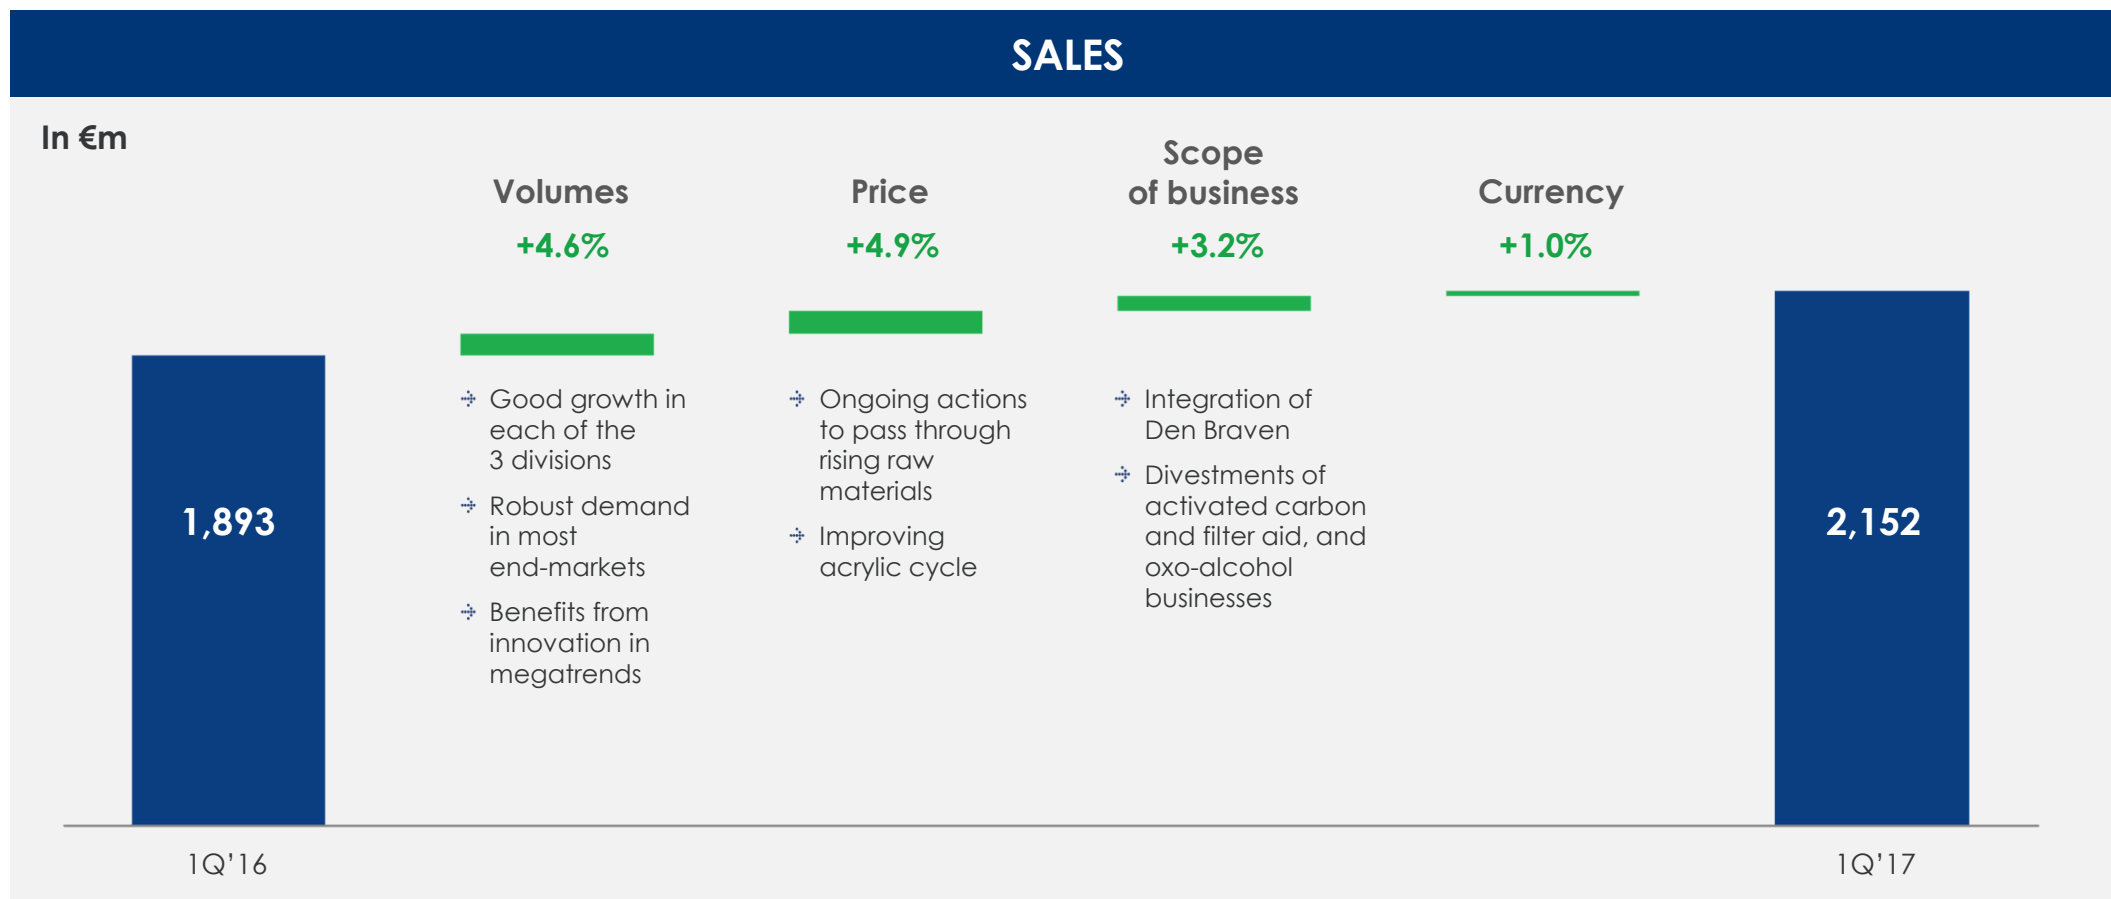 SALES
In €m
Volumes
+4.6%
Price
+4.9%
Scope
of business
+3.2%
Currency
+1.0%
1,893
Good growth in
each of the
3 divisions
Robust demand
in most
end-markets
Benefits from
innovation in
megatrends
Ongoing actions
to pass through
rising raw
materials
Improving
acrylic cycle
Integration of
Den Braven
Divestments of
activated carbon
and filter aid, and
oxo-alcohol
businesses
2,152
1Q’16
1Q’17